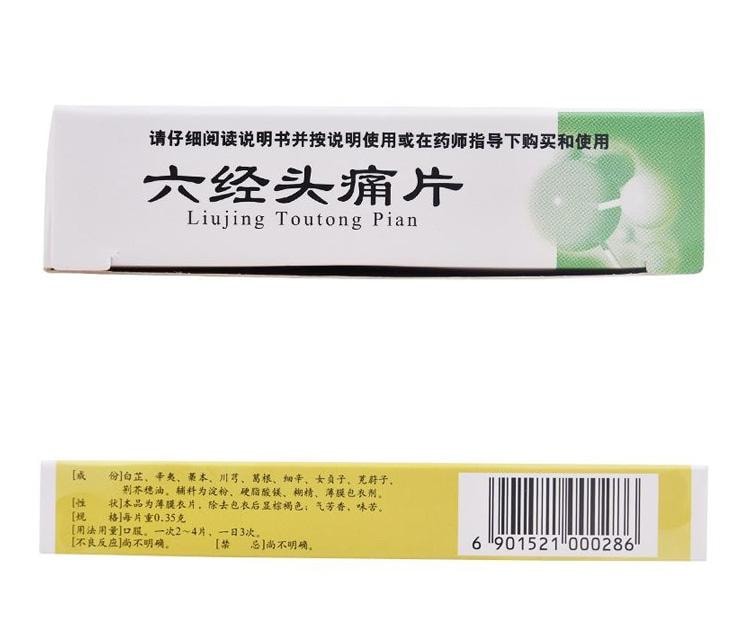 请仔细阅读说明书并按说明使用或在药师指导下购买和使用
六经头痛片
Liujing Toutong Pian
[成　份]白芷、辛夷、藁本、川芎、葛根、细辛、女贞子、茺蔚子、
荆芥穗油。辅料为淀粉、硬脂酸镁、糊精、薄膜包衣剂。
[性　状]本品为薄膜衣片，除去包衣后显棕褐色；气芳香，味苦。
[规　格]每片重0.35克
[用法用量]口服。一次2~4片，一日3次。
[不良反应]尚不明确。　[禁　忌]尚不明确。
6 901521 000286